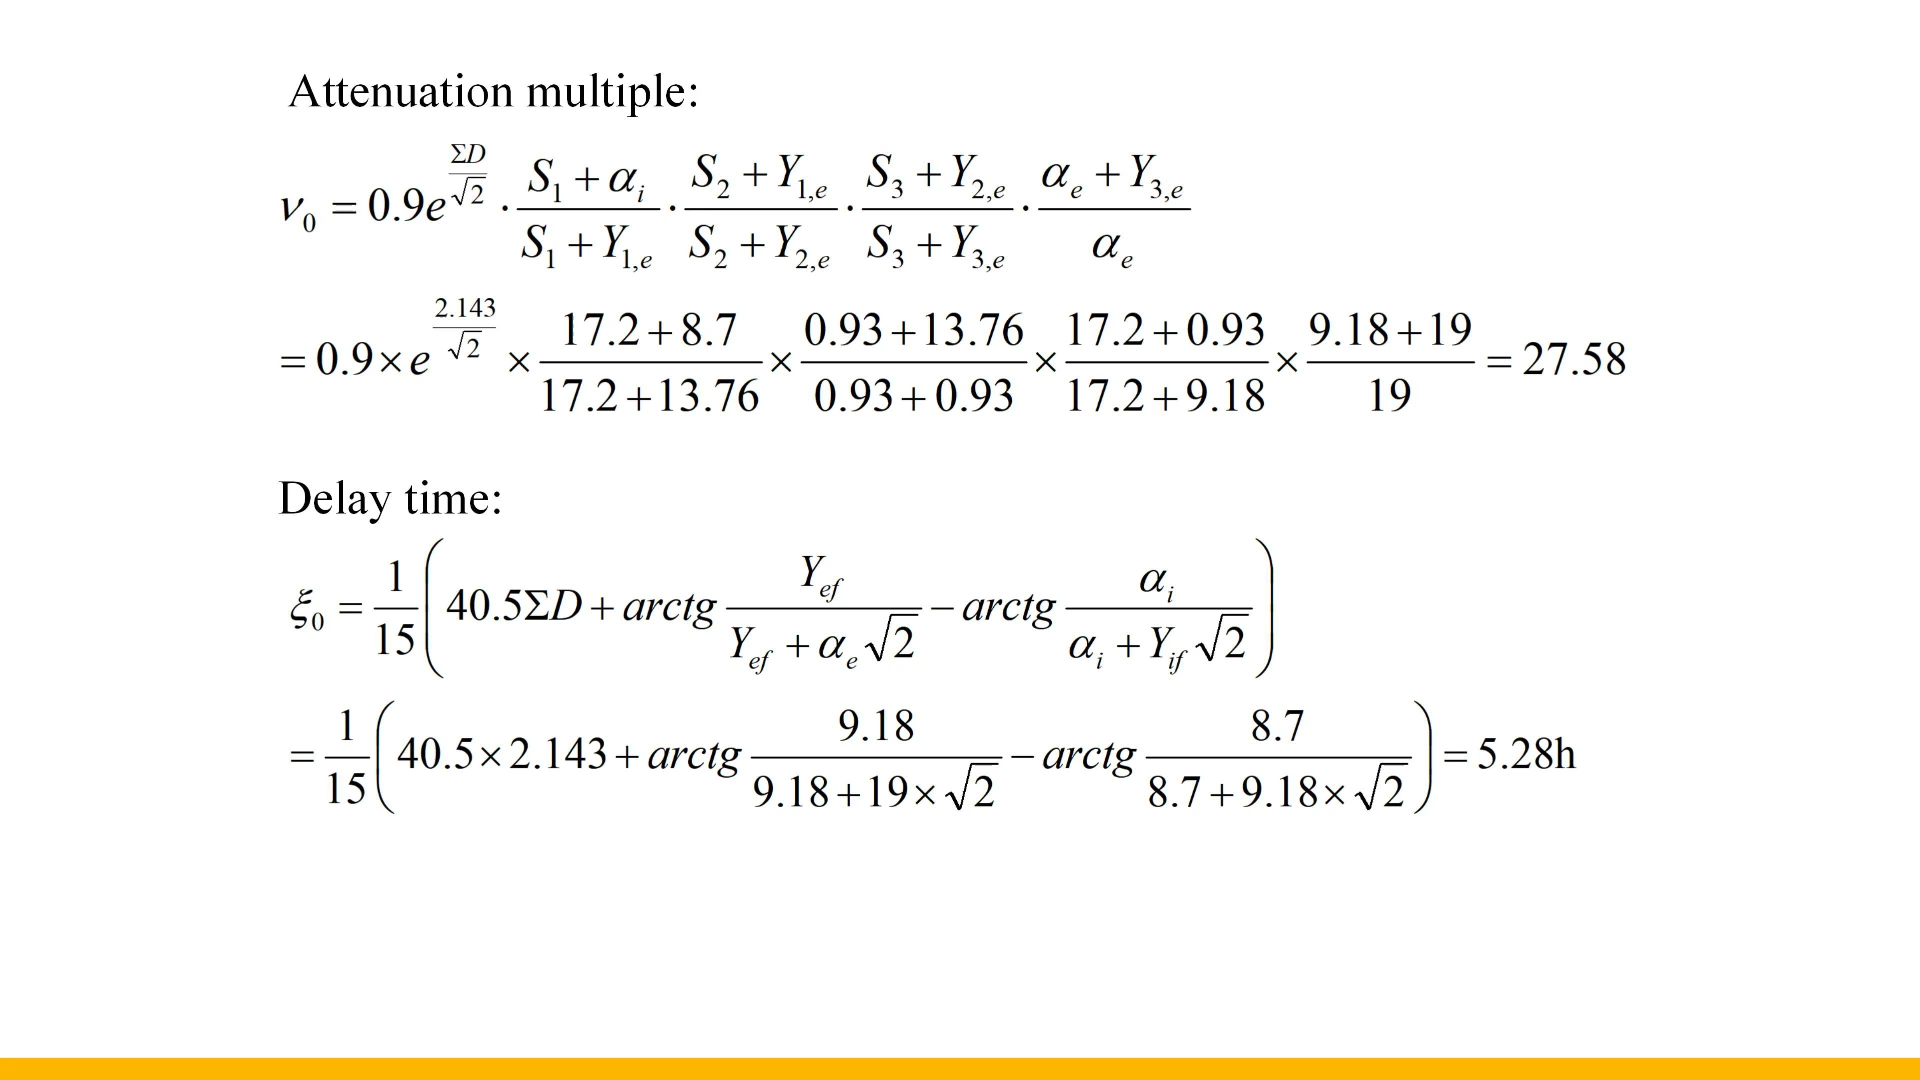 Attenuation multiple:
ν₀ = 0.9e^(ΣD/√2) · (S₁ + αᵢ)/(S₁ + Y₁,ₑ) · (S₂ + Y₁,ₑ)/(S₂ + Y₂,ₑ) · (S₃ + Y₂,ₑ)/(S₃ + Y₃,ₑ) · (αₑ + Y₃,ₑ)/αₑ
= 0.9 × e^(2.143/√2) × (17.2 + 8.7)/(17.2 + 13.76) × (0.93 + 13.76)/(0.93 + 0.93) × (17.2 + 0.93)/(17.2 + 9.18) × (9.18 + 19)/19 = 27.58
Delay time:
ξ₀ = 1/15 (40.5ΣD + arctg Y_ef/(Y_ef + αₑ√2) − arctg αᵢ/(αᵢ + Y_if√2))
= 1/15 (40.5 × 2.143 + arctg 9.18/(9.18 + 19 × √2) − arctg 8.7/(8.7 + 9.18 × √2)) = 5.28h